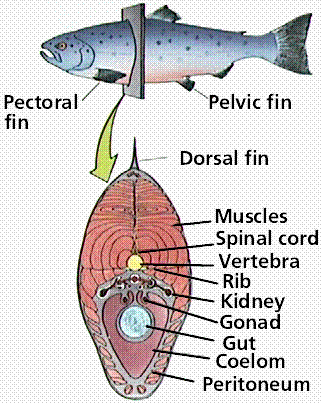 Pectoral
fin
Pelvic fin
Dorsal fin
Muscles
Spinal cord
Vertebra
Rib
Kidney
Gonad
Gut
Coelom
Peritoneum